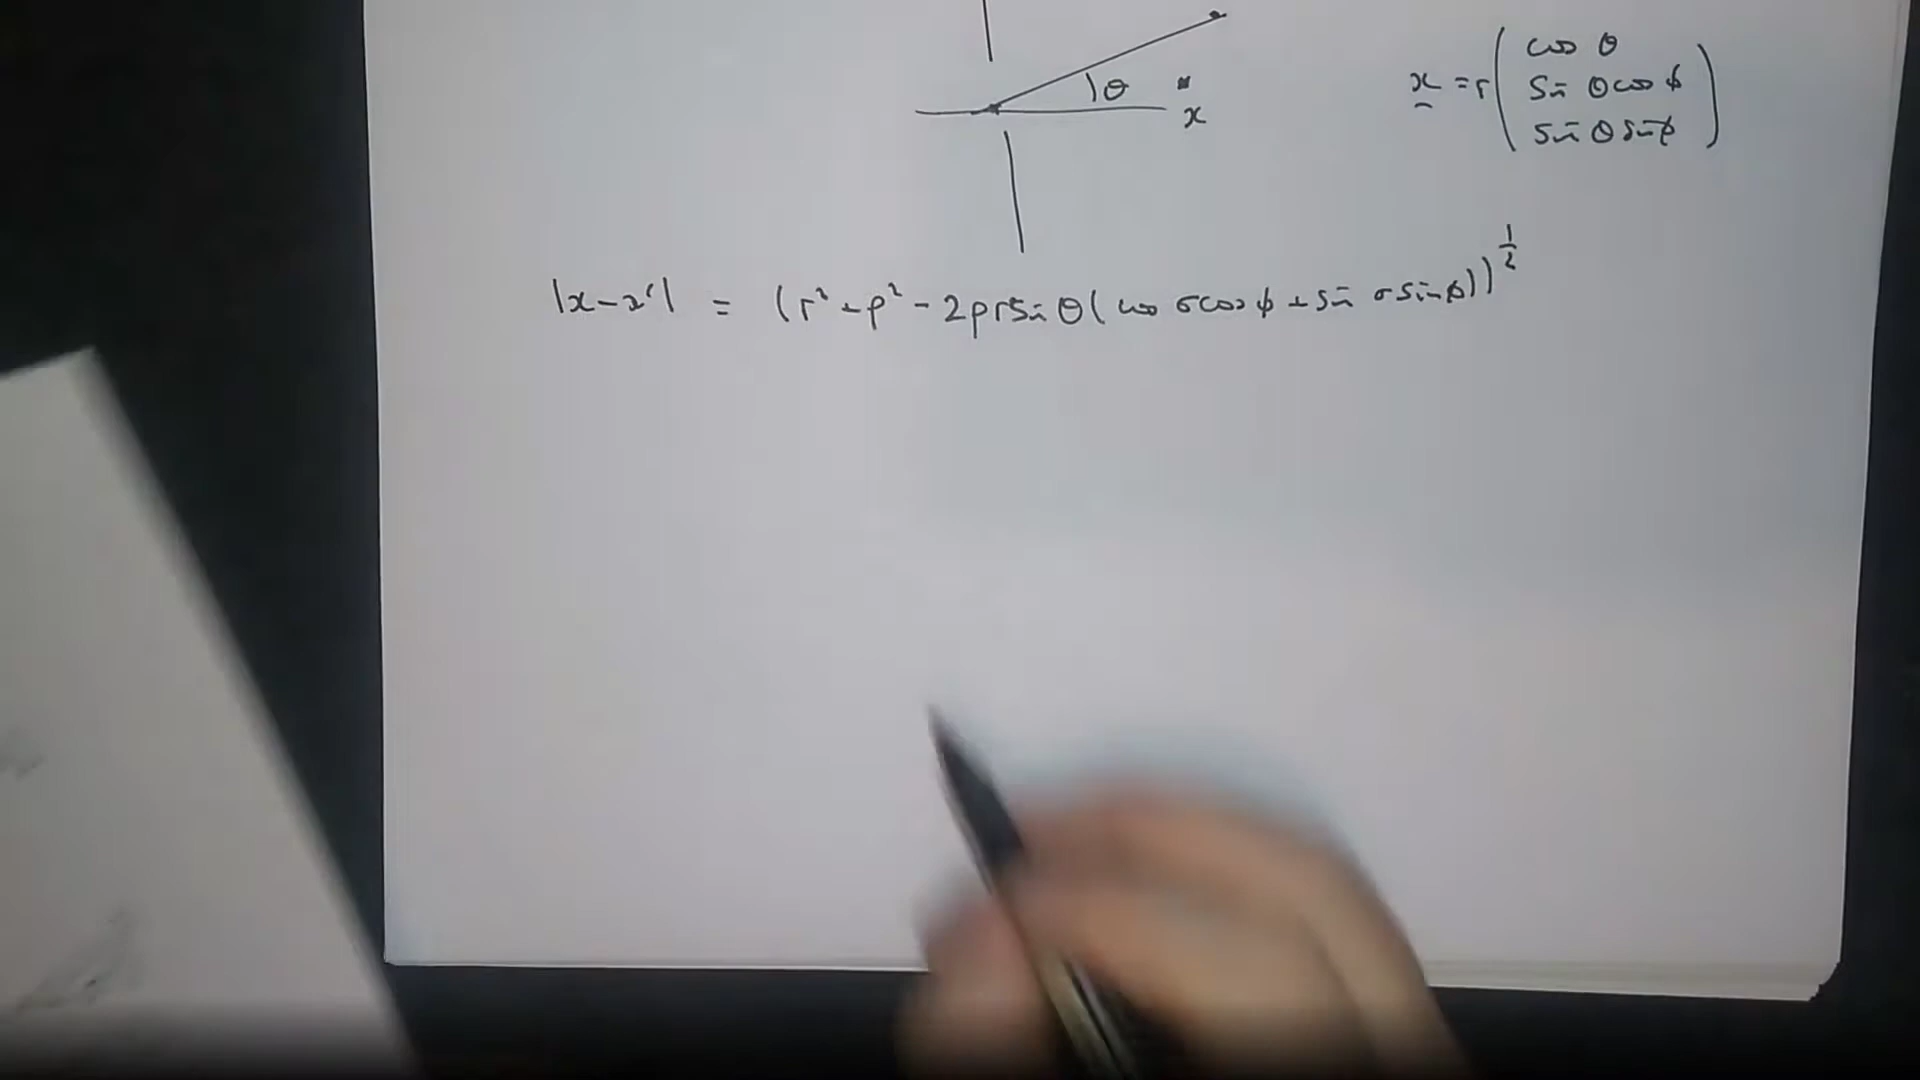 θ
x
x = r ( cos θ
sin θ cos ϕ
sin θ sin ϕ )
|x - x'| = (r² + ρ² - 2ρr sin θ( cos σ cos ϕ + sin σ sin ϕ))^1/2